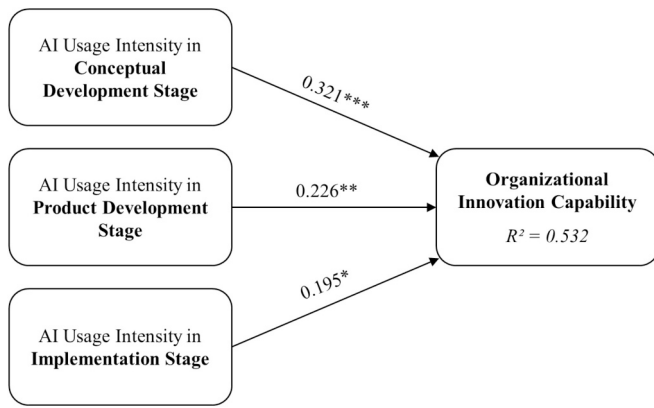 AI Usage Intensity in
Conceptual
Development Stage
0.321***
AI Usage Intensity in
Product Development
Stage
0.226**
Organizational
Innovation Capability
R² = 0.532
0.195*
AI Usage Intensity in
Implementation Stage